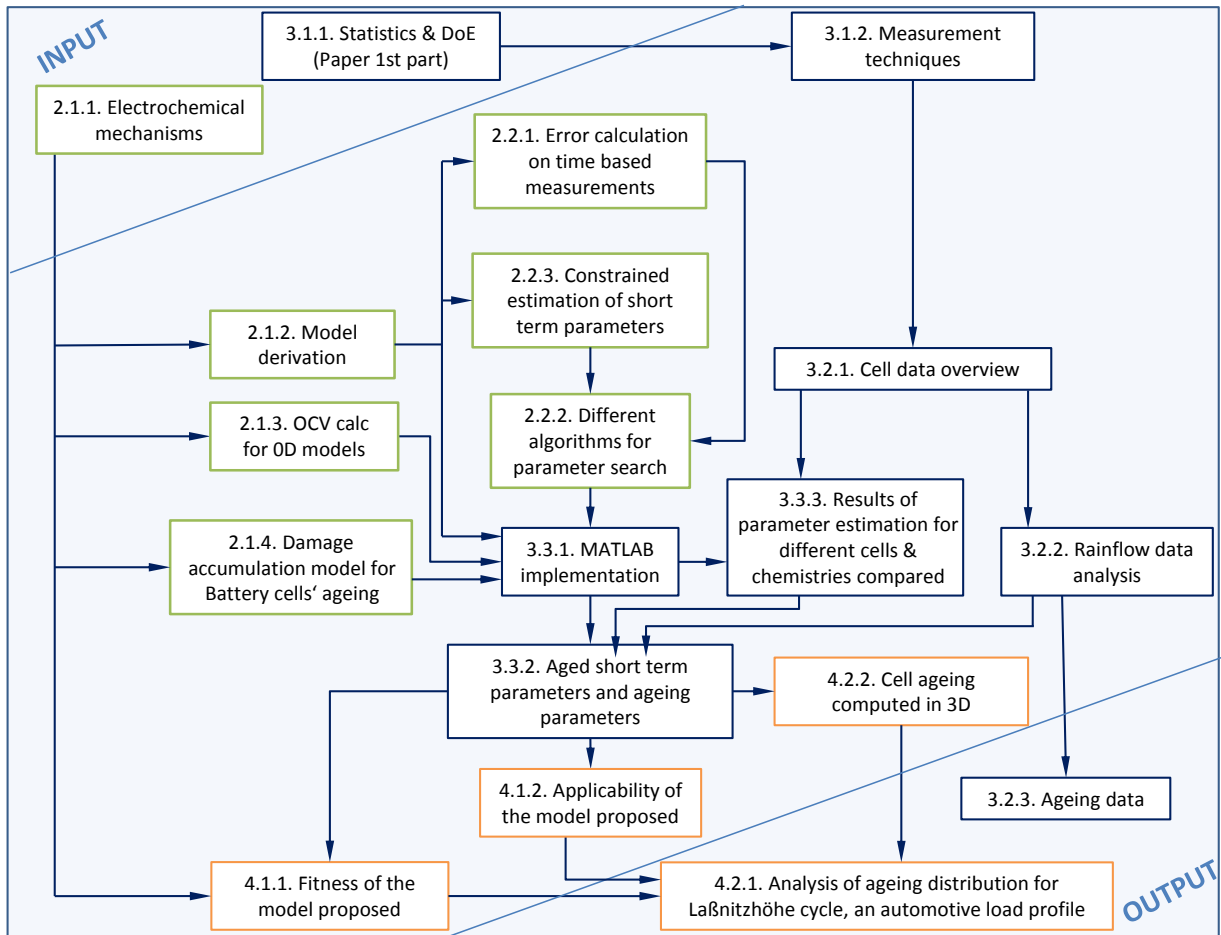 INPUT
3.1.1. Statistics & DoE
(Paper 1st part)
3.1.2. Measurement
techniques
2.1.1. Electrochemical
mechanisms
2.2.1. Error calculation
on time based
measurements
2.2.3. Constrained
estimation of short
term parameters
2.1.2. Model
derivation
3.2.1. Cell data overview
2.1.3. OCV calc
for 0D models
2.2.2. Different
algorithms for
parameter search
3.3.3. Results of
parameter estimation for
different cells &
chemistries compared
2.1.4. Damage
accumulation model for
Battery cells‘ ageing
3.3.1. MATLAB
implementation
3.2.2. Rainflow data
analysis
3.3.2. Aged short term
parameters and ageing
parameters
4.2.2. Cell ageing
computed in 3D
4.1.2. Applicability of
the model proposed
3.2.3. Ageing data
4.1.1. Fitness of the
model proposed
4.2.1. Analysis of ageing distribution for
Laßnitzhöhe cycle, an automotive load profile
OUTPUT